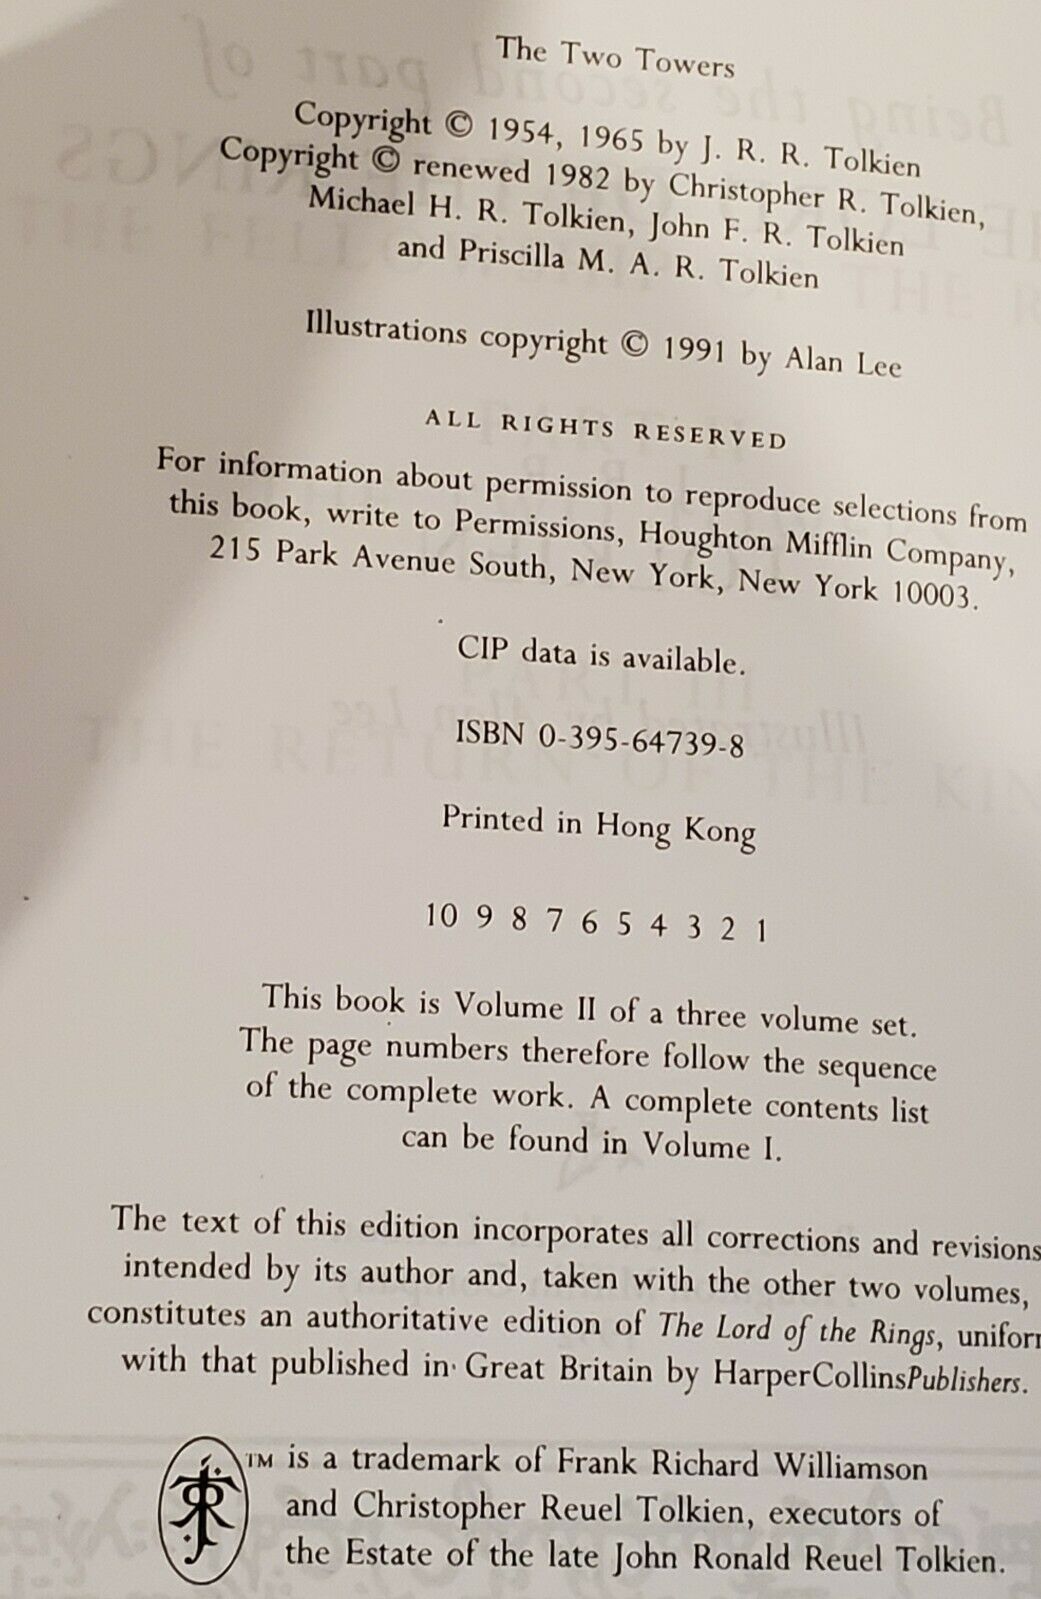 The Two Towers
Copyright © 1954, 1965 by J. R. R. Tolkien
Copyright © renewed 1982 by Christopher R. Tolkien,
Michael H. R. Tolkien, John F. R. Tolkien
and Priscilla M. A. R. Tolkien
Illustrations copyright © 1991 by Alan Lee
ALL RIGHTS RESERVED
For information about permission to reproduce selections from
this book, write to Permissions, Houghton Mifflin Company,
215 Park Avenue South, New York, New York 10003.
CIP data is available.
ISBN 0-395-64739-8
Printed in Hong Kong
10 9 8 7 6 5 4 3 2 1
This book is Volume II of a three volume set.
The page numbers therefore follow the sequence
of the complete work. A complete contents list
can be found in Volume I.
The text of this edition incorporates all corrections and revisions
intended by its author and, taken with the other two volumes,
constitutes an authoritative edition of The Lord of the Rings, unifor
with that published in Great Britain by HarperCollinsPublishers.
TM is a trademark of Frank Richard Williamson
and Christopher Reuel Tolkien, executors of
the Estate of the late John Ronald Reuel Tolkien.